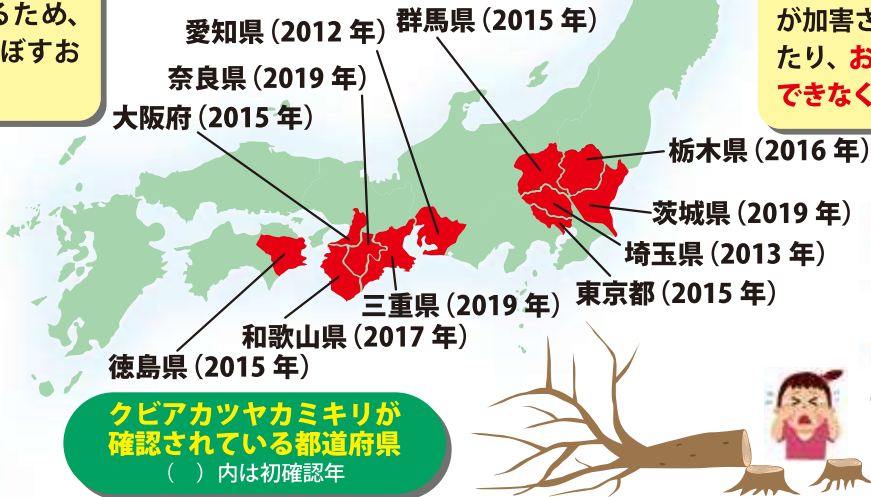 るため、
ぼすお
が加害さ
たり、お
できなく
愛知県（2012 年）
群馬県（2015 年）
奈良県（2019 年）
大阪府（2015 年）
栃木県（2016 年）
茨城県（2019 年）
埼玉県（2013 年）
東京都（2015 年）
三重県（2019 年）
和歌山県（2017 年）
徳島県（2015 年）
クビアカツヤカミキリが
確認されている都道府県
（　）内は初確認年